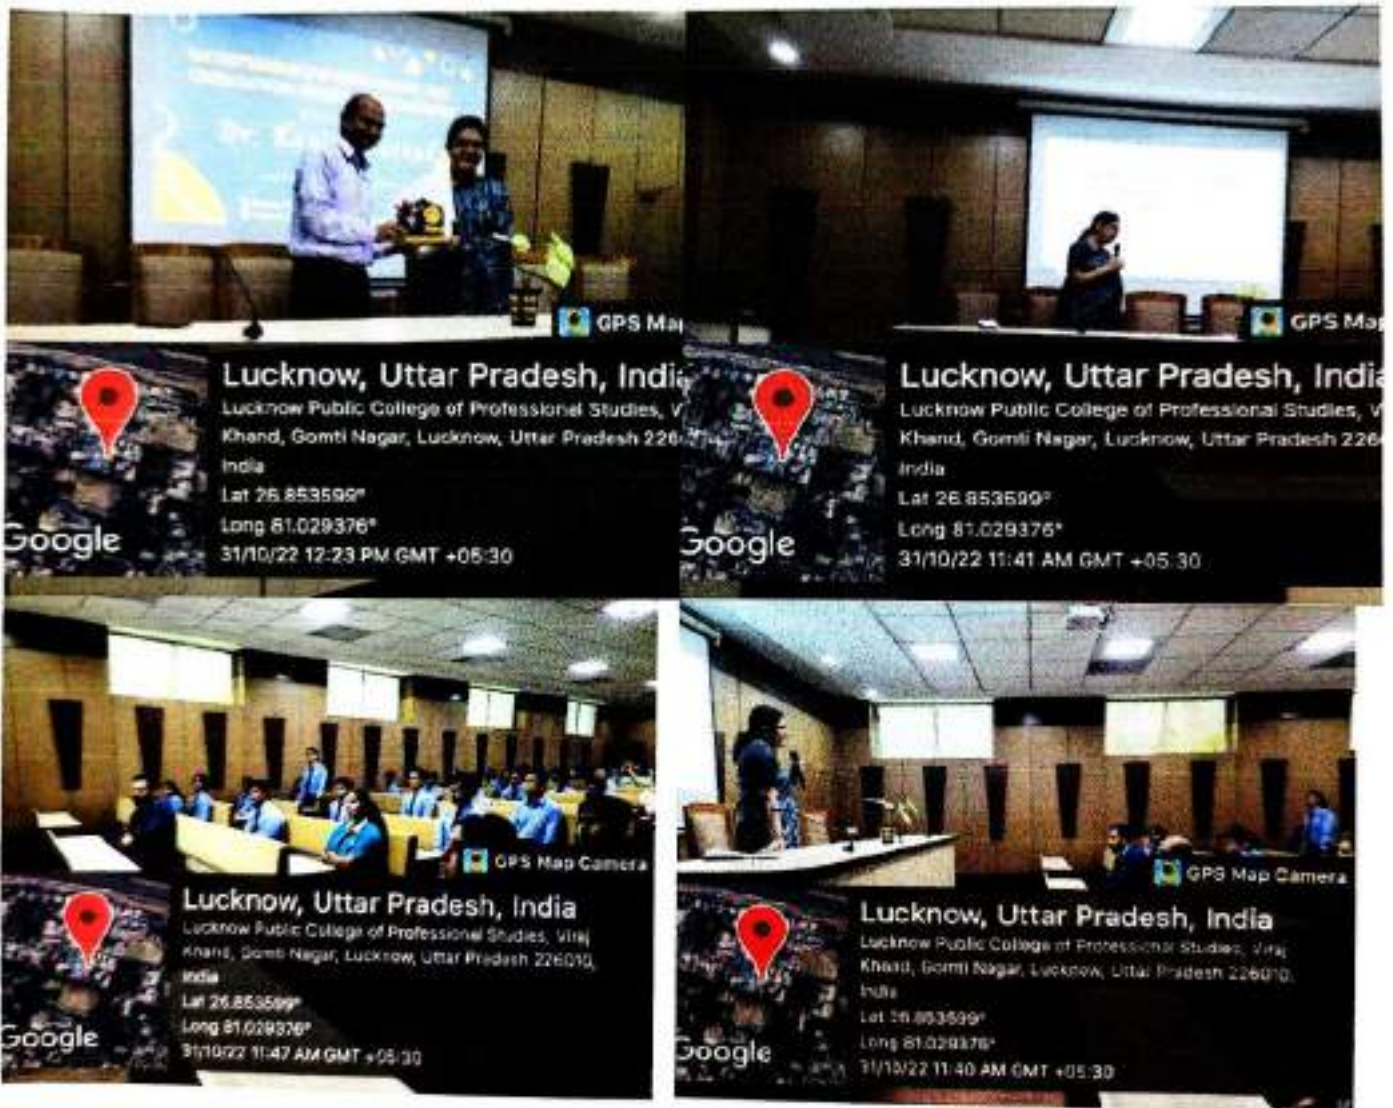 Dr.
GPS Map
Google
Lucknow, Uttar Pradesh, India
Lucknow Public College of Professional Studies, V
Khand, Gomti Nagar, Lucknow, Uttar Pradesh 226
India
Lat 26.853599°
Long 81.029376°
31/10/22 12:23 PM GMT +05:30
GPS Map
Google
Lucknow, Uttar Pradesh, India
Lucknow Public College of Professional Studies, V
Khand, Gomti Nagar, Lucknow, Uttar Pradesh 226
India
Lat 26.853599°
Long 81.029376°
31/10/22 11:41 AM GMT +05:30
GPS Map Camera
Google
Lucknow, Uttar Pradesh, India
Lucknow Public College of Professional Studies, Viraj
Khand, Gomti Nagar, Lucknow, Uttar Pradesh 226010,
India
Lat 26.853599°
Long 81.029376°
31/10/22 11:47 AM GMT +05:30
GPS Map Camera
Google
Lucknow, Uttar Pradesh, India
Lucknow Public College of Professional Studies, Viraj
Khand, Gomti Nagar, Lucknow, Uttar Pradesh 226010,
India
Lat 26.853599°
Long 81.029376°
31/10/22 11:40 AM GMT +05:30